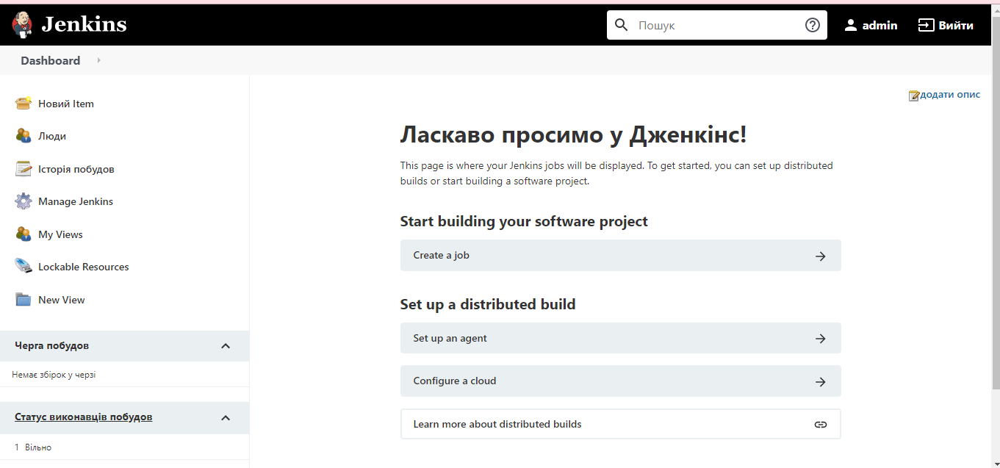 Jenkins
Пошук
admin
Вийти
Dashboard
Новий Item
Люди
Історія побудов
Manage Jenkins
My Views
Lockable Resources
New View
Черга побудов
Немає збірок у черзі
Статус виконавців побудов
1 Вільно
додати опис
Ласкаво просимо у Дженкінс!
This page is where your Jenkins jobs will be displayed. To get started, you can set up distributed
builds or start building a software project.
Start building your software project
Create a job
Set up a distributed build
Set up an agent
Configure a cloud
Learn more about distributed builds